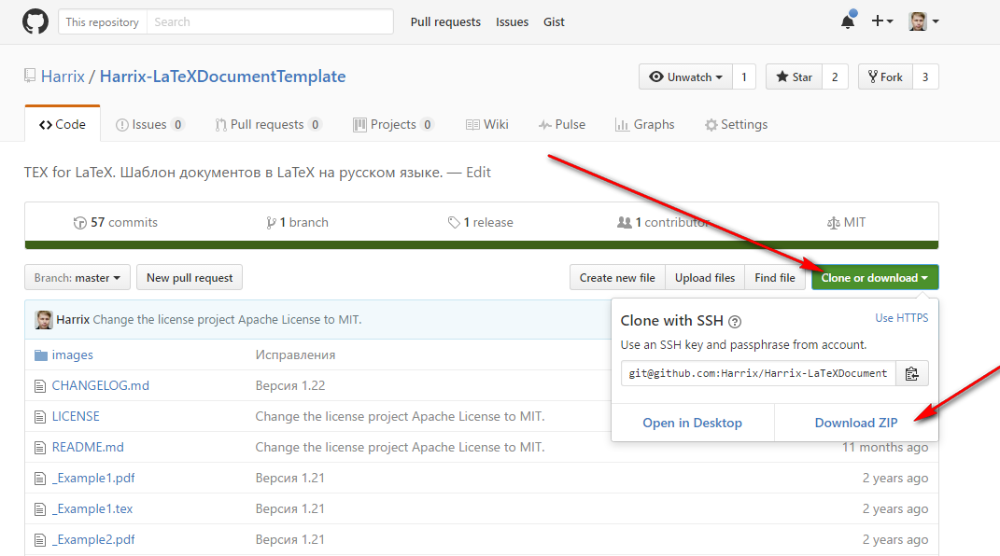 This repository Search Pull requests Issues Gist
Harrix / Harrix-LaTeXDocumentTemplate Unwatch 1 Star 2 Fork 3
Code Issues 0 Pull requests 0 Projects 0 Wiki Pulse Graphs Settings
TEX for LaTeX. Шаблон документов в LaTeX на русском языке. — Edit
57 commits 1 branch 1 release 1 contributor MIT
Branch: master New pull request Create new file Upload files Find file Clone or download
Harrix Change the license project Apache License to MIT.
Clone with SSH ? Use HTTPS
Use an SSH key and passphrase from account.
git@github.com:Harrix/Harrix-LaTeXDocument
Open in Desktop Download ZIP
images Исправления
CHANGELOG.md Версия 1.22
LICENSE Change the license project Apache License to MIT.
README.md Change the license project Apache License to MIT. 11 months ago
_Example1.pdf Версия 1.21 2 years ago
_Example1.tex Версия 1.21 2 years ago
_Example2.pdf Версия 1.21 2 years ago